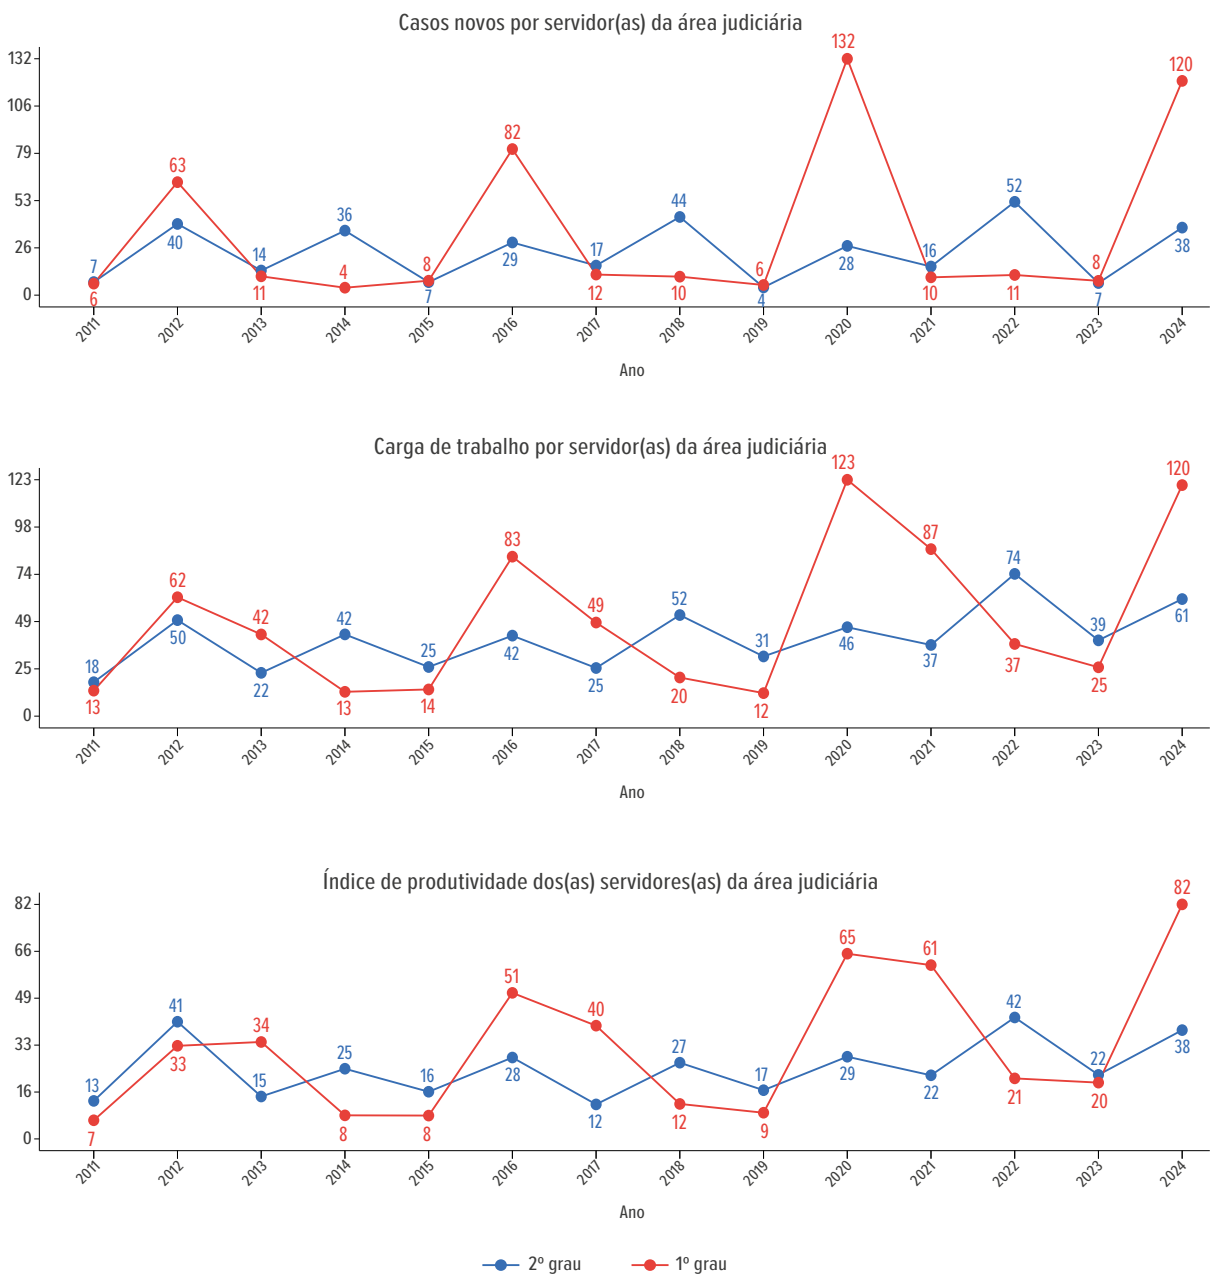 Casos novos por servidor(as) da área judiciária
132
106
79
53
26
0
7 40 14 36 7 29 17 44 4 28 16 52 7 38
6 63 11 4 8 82 12 10 6 132 10 11 8 120
2011 2012 2013 2014 2015 2016 2017 2018 2019 2020 2021 2022 2023 2024
Ano
Carga de trabalho por servidor(as) da área judiciária
123
98
74
49
25
0
18 50 22 42 25 42 25 52 31 46 37 74 39 61
13 62 42 13 14 83 49 20 12 123 87 37 25 120
2011 2012 2013 2014 2015 2016 2017 2018 2019 2020 2021 2022 2023 2024
Ano
Índice de produtividade dos(as) servidores(as) da área judiciária
82
66
49
33
16
0
13 41 15 25 16 28 12 27 17 29 22 42 22 38
7 33 34 8 8 51 40 12 9 65 61 21 20 82
2011 2012 2013 2014 2015 2016 2017 2018 2019 2020 2021 2022 2023 2024
Ano
2º grau 1º grau